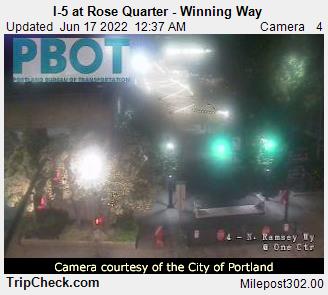 I-5 at Rose Quarter - Winning Way
Updated Jun 17 2022 12:37 AM Camera 4
PBOT
PORTLAND BUREAU OF TRANSPORTATION
4 - N. Ramsey Wy
@ One Ctr
Camera courtesy of the City of Portland
TripCheck.com Milepost302.00